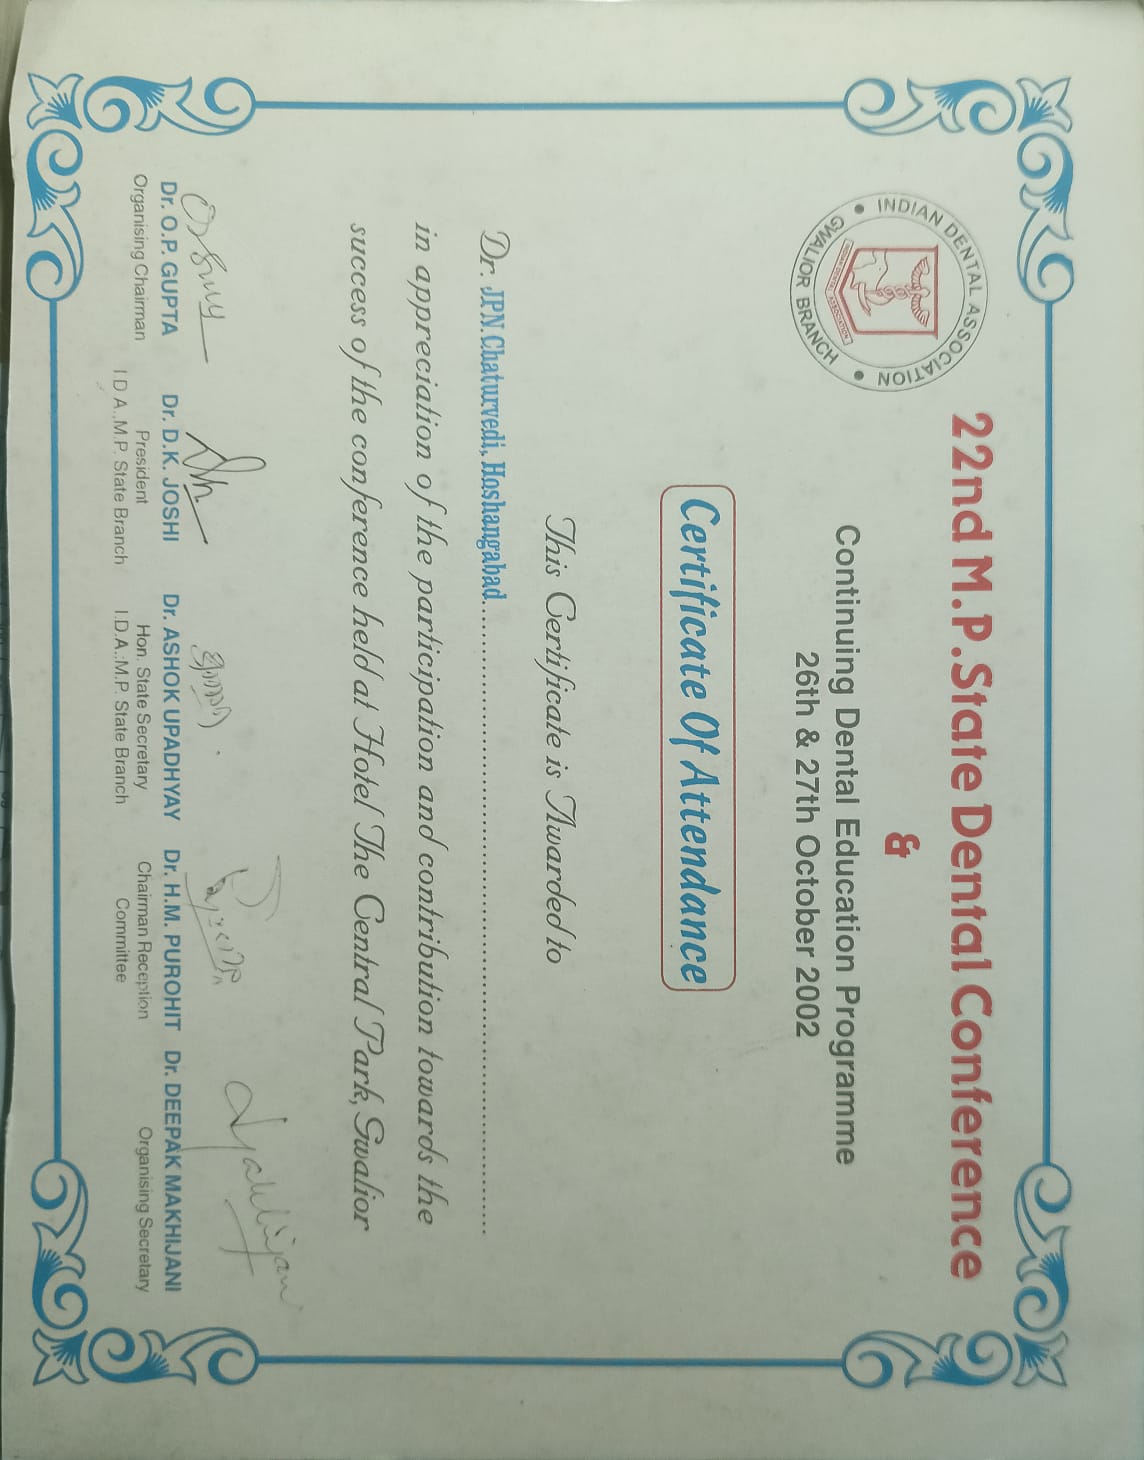 INDIAN DENTAL ASSOCIATION
GWALIOR BRANCH
22nd M.P. State Dental Conference
&
Continuing Dental Education Programme
26th & 27th October 2002
Certificate Of Attendance
This Certificate is Awarded to
Dr. JPN.Chaturvedi, Hoshangabad
in appreciation of the participation and contribution towards the
success of the conference held at Hotel The Central Park, Gwalior
Dr. O.P. GUPTA
Organising Chairman
Dr. D.K. JOSHI
President
I.D.A., M.P. State Branch
Dr. ASHOK UPADHYAY
Hon. State Secretary
I.D.A.:M.P. State Branch
Dr. H.M. PUROHIT
Chairman Reception
Committee
Dr. DEEPAK MAKHIJANI
Organising Secretary